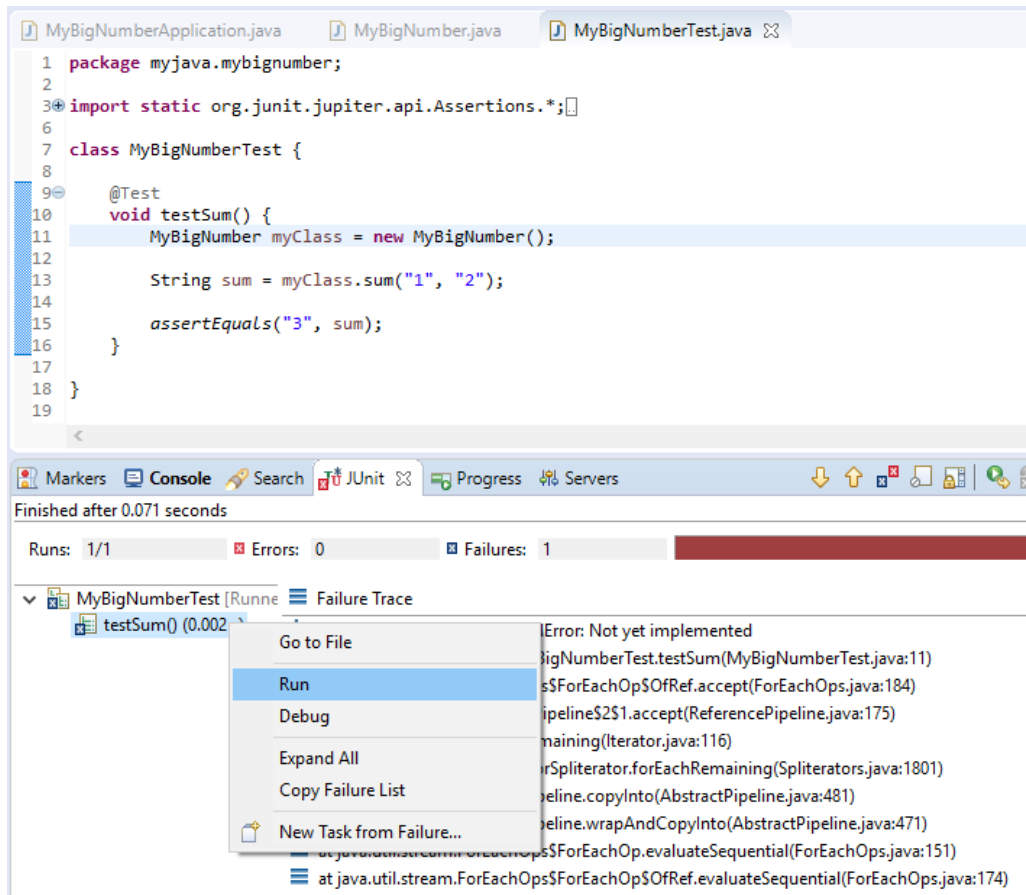 MyBigNumberApplication.java MyBigNumber.java MyBigNumberTest.java
1 package myjava.mybignumber;
2
3 import static org.junit.jupiter.api.Assertions.*;
6
7 class MyBigNumberTest {
8
9 @Test
10 void testSum() {
11 MyBigNumber myClass = new MyBigNumber();
12
13 String sum = myClass.sum("1", "2");
14
15 assertEquals("3", sum);
16 }
17
18 }
19
Markers Console Search JUnit Progress Servers
Finished after 0.071 seconds
Runs: 1/1 Errors: 0 Failures: 1
MyBigNumberTest [Runne Failure Trace
testSum() (0.002
Go to File
Run
Debug
Expand All
Copy Failure List
New Task from Failure...
Error: Not yet implemented
BigNumberTest.testSum(MyBigNumberTest.java:11)
s$ForEachOp$OfRef.accept(ForEachOps.java:184)
ipeline$2$1.accept(ReferencePipeline.java:175)
maining(Iterator.java:116)
rSpliterator.forEachRemaining(Spliterators.java:1801)
eline.copyInto(AbstractPipeline.java:481)
eline.wrapAndCopyInto(AbstractPipeline.java:471)
at java.util.stream.ForEachOps$ForEachOp.evaluateSequential(ForEachOps.java:151)
at java.util.stream.ForEachOps$ForEachOp$OfRef.evaluateSequential(ForEachOps.java:174)